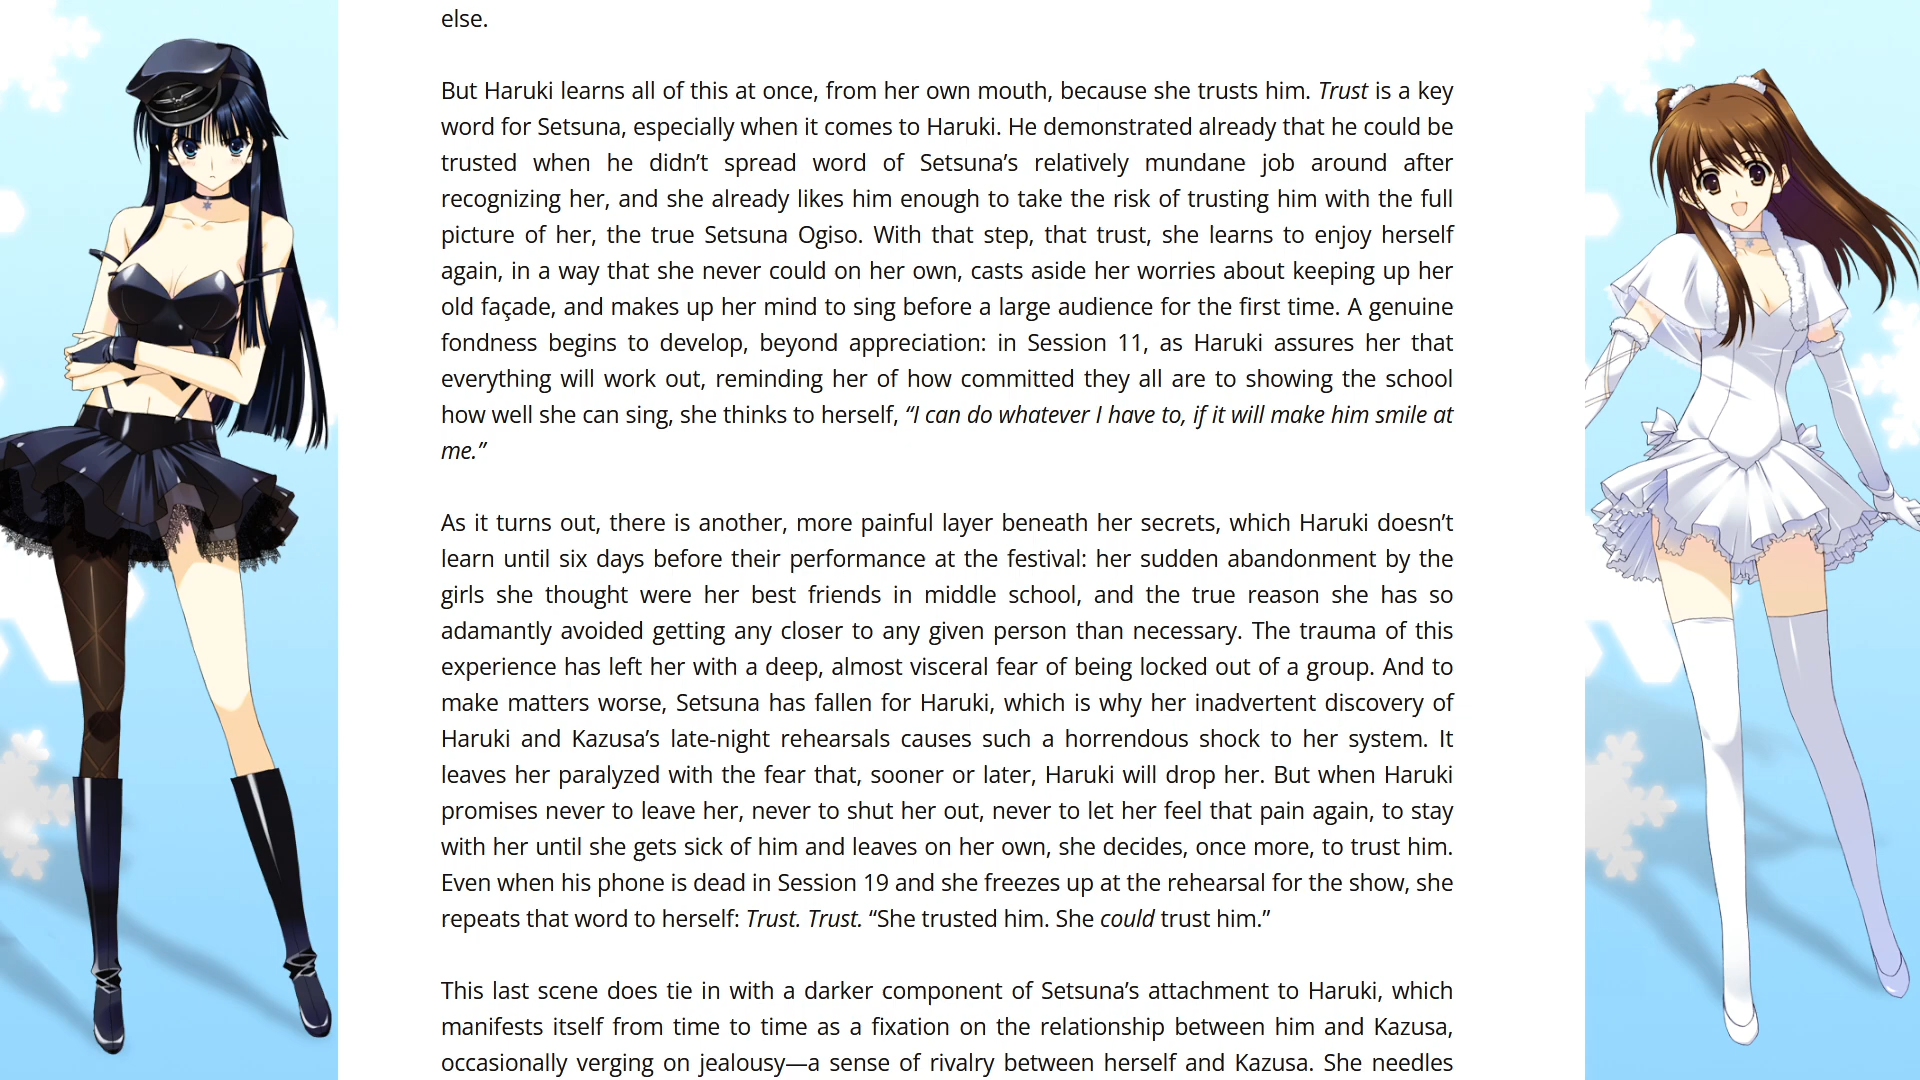 else.
But Haruki learns all of this at once, from her own mouth, because she trusts him. Trust is a key
word for Setsuna, especially when it comes to Haruki. He demonstrated already that he could be
trusted when he didn’t spread word of Setsuna’s relatively mundane job around after
recognizing her, and she already likes him enough to take the risk of trusting him with the full
picture of her, the true Setsuna Ogiso. With that step, that trust, she learns to enjoy herself
again, in a way that she never could on her own, casts aside her worries about keeping up her
old façade, and makes up her mind to sing before a large audience for the first time. A genuine
fondness begins to develop, beyond appreciation: in Session 11, as Haruki assures her that
everything will work out, reminding her of how committed they all are to showing the school
how well she can sing, she thinks to herself, “I can do whatever I have to, if it will make him smile at
me.”
As it turns out, there is another, more painful layer beneath her secrets, which Haruki doesn’t
learn until six days before their performance at the festival: her sudden abandonment by the
girls she thought were her best friends in middle school, and the true reason she has so
adamantly avoided getting any closer to any given person than necessary. The trauma of this
experience has left her with a deep, almost visceral fear of being locked out of a group. And to
make matters worse, Setsuna has fallen for Haruki, which is why her inadvertent discovery of
Haruki and Kazusa’s late-night rehearsals causes such a horrendous shock to her system. It
leaves her paralyzed with the fear that, sooner or later, Haruki will drop her. But when Haruki
promises never to leave her, never to shut her out, never to let her feel that pain again, to stay
with her until she gets sick of him and leaves on her own, she decides, once more, to trust him.
Even when his phone is dead in Session 19 and she freezes up at the rehearsal for the show, she
repeats that word to herself: Trust. Trust. “She trusted him. She could trust him.”
This last scene does tie in with a darker component of Setsuna’s attachment to Haruki, which
manifests itself from time to time as a fixation on the relationship between him and Kazusa,
occasionally verging on jealousy—a sense of rivalry between herself and Kazusa. She needles